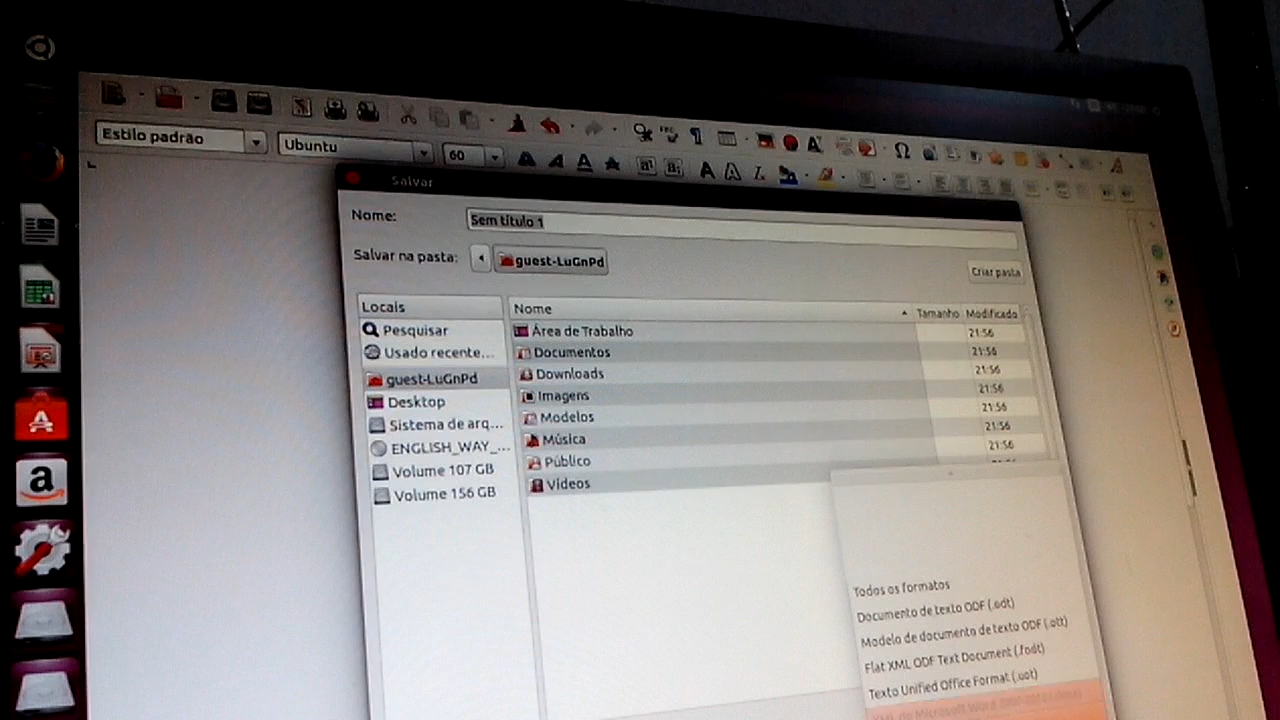 Estilo padrão
Ubuntu
60
Salvar
Nome:
Sem título 1
Salvar na pasta:
guest-LuGnPd
Criar pasta
Locais
Pesquisar
Usado recente...
guest-LuGnPd
Desktop
Sistema de arq...
ENGLISH_WAY_...
Volume 107 GB
Volume 156 GB
Nome Tamanho Modificado
Área de Trabalho 21:56
Documentos 21:56
Downloads 21:56
Imagens 21:56
Modelos 21:56
Música 21:56
Público 21:56
Vídeos
Todos os formatos
Documento de texto ODF (.odt)
Modelo de documento de texto ODF (.ott)
Flat XML ODF Text Document (.fodt)
Texto Unified Office Format (.uot)
XML do Microsoft Word